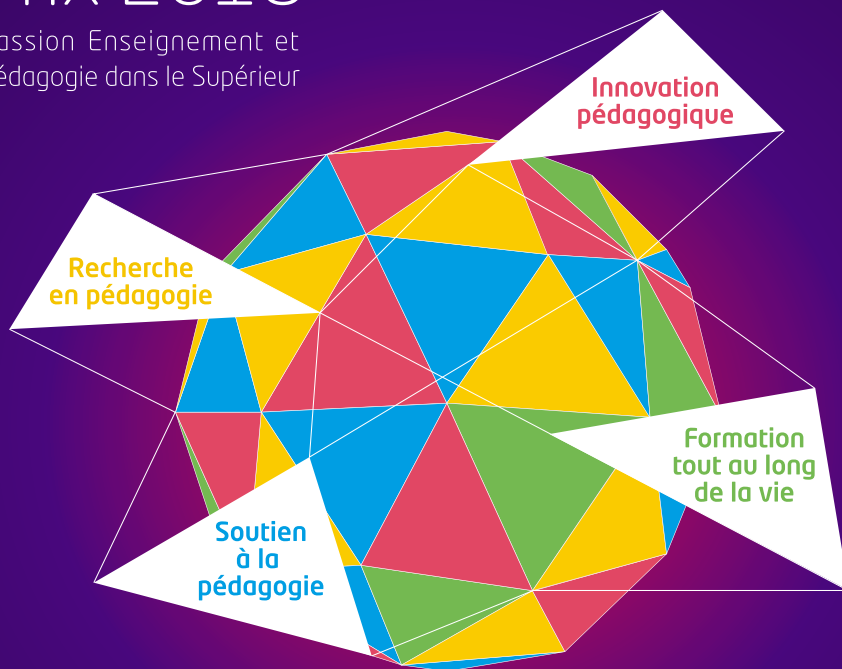 assion Enseignement et
édagogie dans le Supérieur
Innovation
pédagogique
Recherche
en pédagogie
Formation
tout au long
de la vie
Soutien
à la
pédagogie